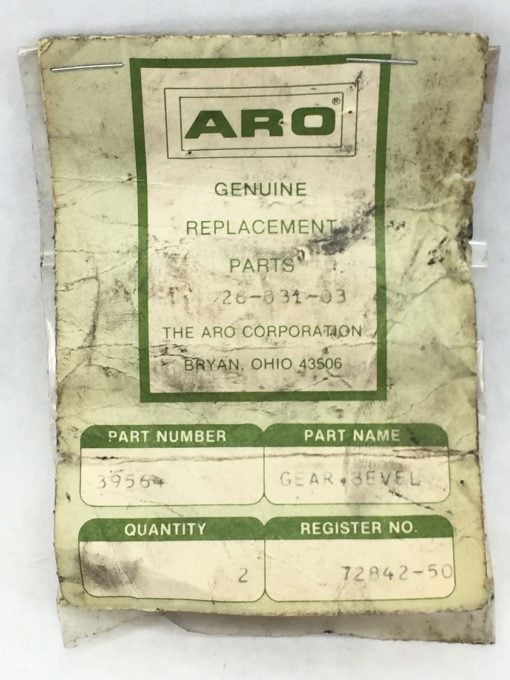 ARO®
GENUINE
REPLACEMENT
PARTS
26-031-03
THE ARO CORPORATION
BRYAN, OHIO 43506
PART NUMBER
39564
PART NAME
GEAR, BEVEL
QUANTITY
2
REGISTER NO.
72842-50